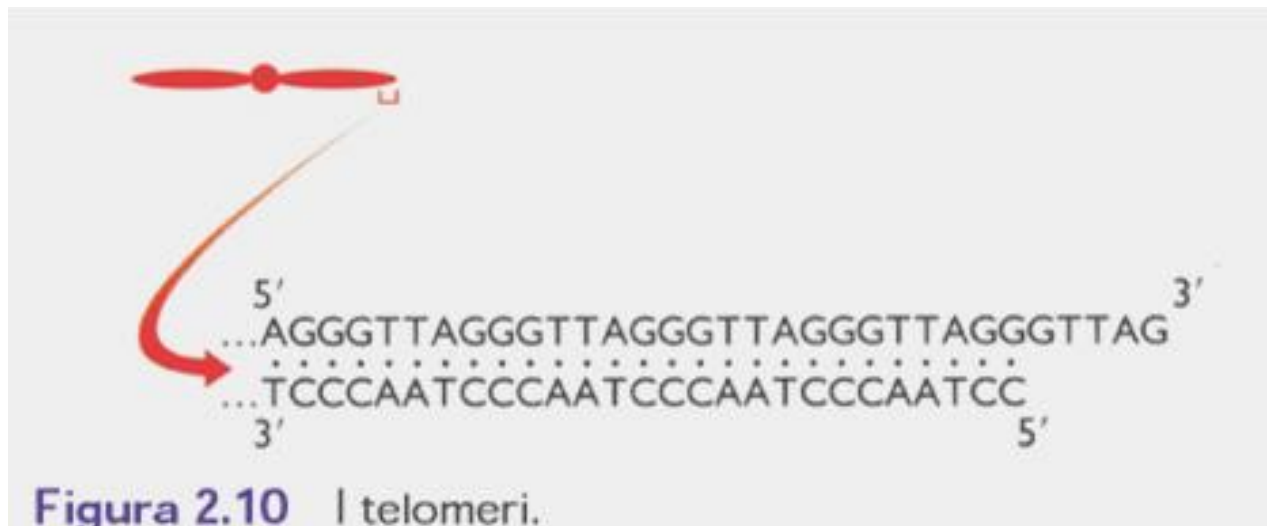 5′ 3′
...AGGGTTAGGGTTAGGGTTAGGGTTAGGGTTAG
...TCCCAATCCCAATCCCAATCCCAATCC
3′ 5′
Figura 2.10 I telomeri.